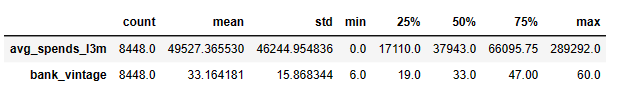 count mean std min 25% 50% 75% max
avg_spends_l3m 8448.0 49527.365530 46244.954836 0.0 17110.0 37943.0 66095.75 289292.0
bank_vintage 8448.0 33.164181 15.868344 6.0 19.0 33.0 47.00 60.0